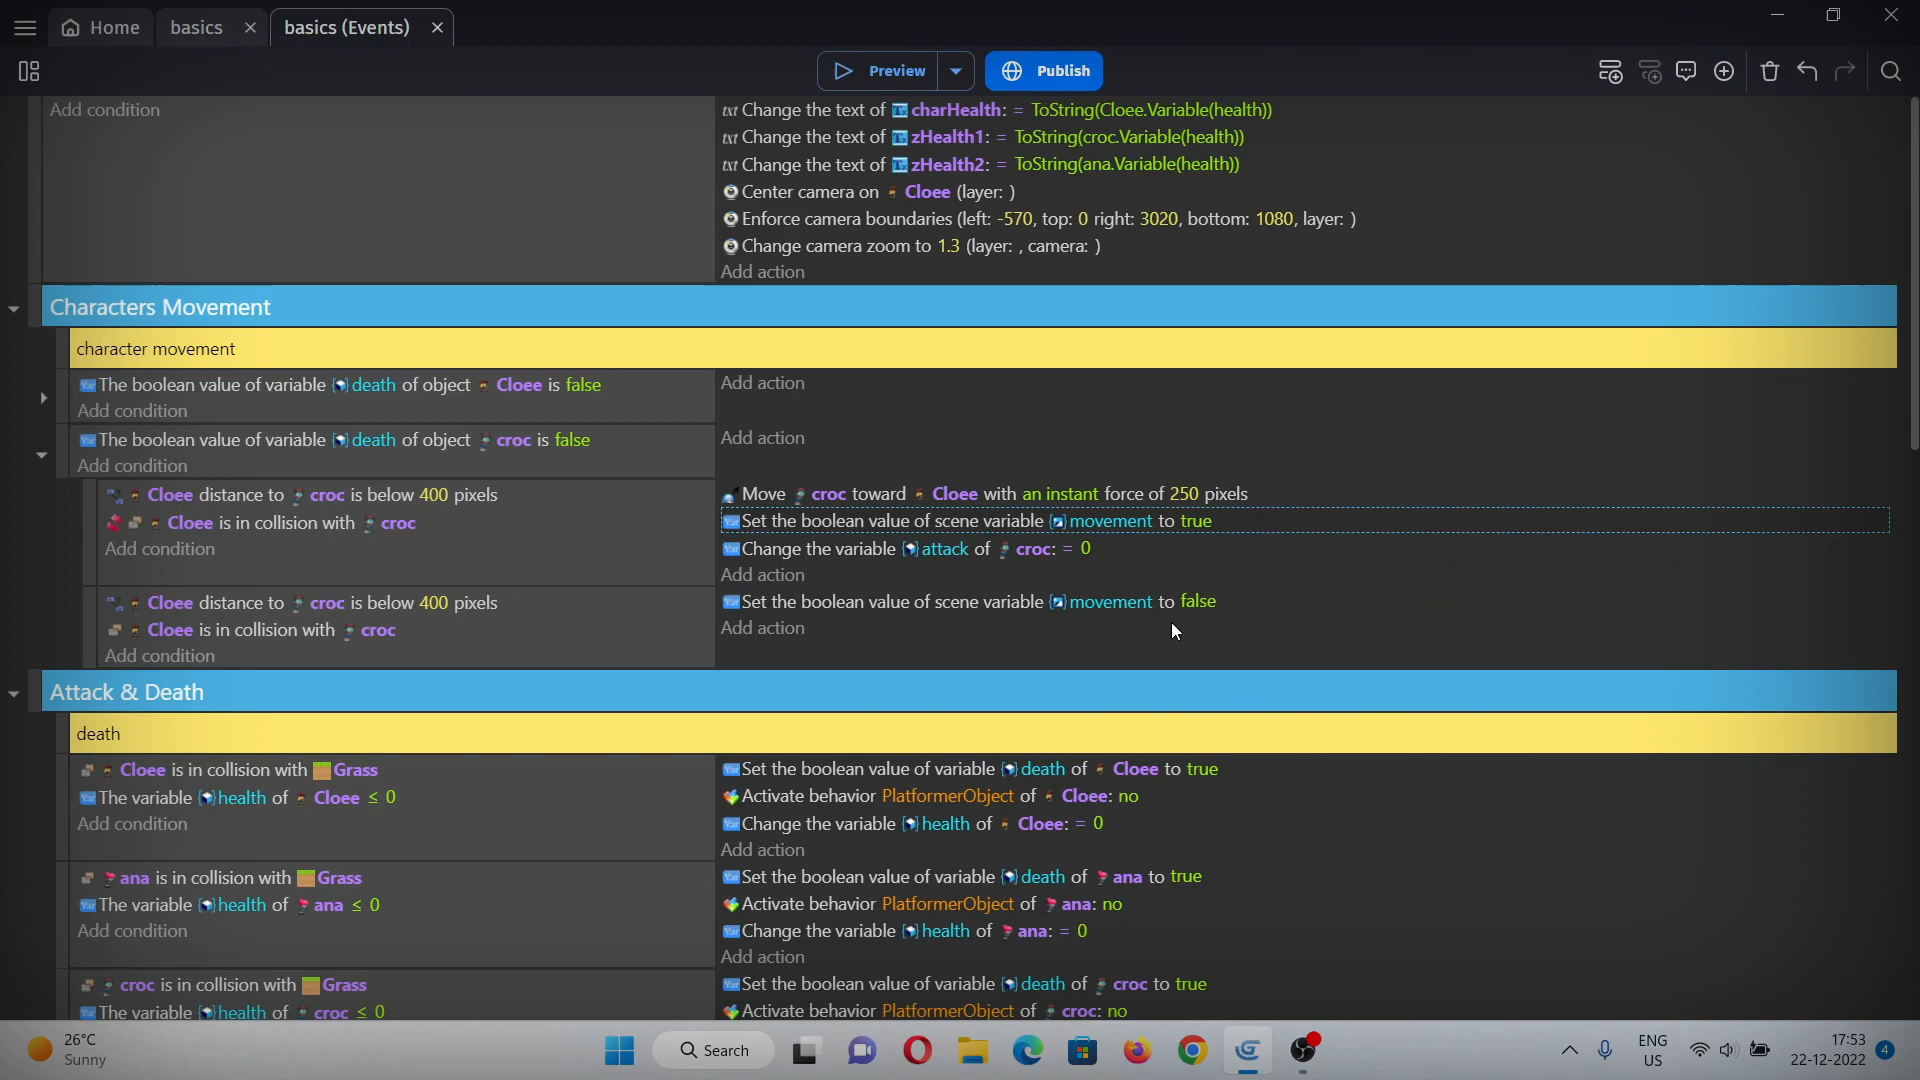 Home
basics
basics (Events)
Preview
Publish
Add condition
Change the text of charHealth: = ToString(Cloee.Variable(health))
Change the text of zHealth1: = ToString(croc.Variable(health))
Change the text of zHealth2: = ToString(ana.Variable(health))
Center camera on Cloee (layer: )
Enforce camera boundaries (left: -570, top: 0 right: 3020, bottom: 1080, layer: )
Change camera zoom to 1.3 (layer: , camera: )
Add action
Characters Movement
character movement
The boolean value of variable death of object Cloee is false
Add condition
Add action
The boolean value of variable death of object croc is false
Add condition
Add action
Cloee distance to croc is below 400 pixels
Cloee is in collision with croc
Add condition
Move croc toward Cloee with an instant force of 250 pixels
Set the boolean value of scene variable movement to true
Change the variable attack of croc: = 0
Add action
Cloee distance to croc is below 400 pixels
Cloee is in collision with croc
Add condition
Set the boolean value of scene variable movement to false
Add action
Attack & Death
death
Cloee is in collision with Grass
The variable health of Cloee ≤ 0
Add condition
Set the boolean value of variable death of Cloee to true
Activate behavior PlatformerObject of Cloee: no
Change the variable health of Cloee: = 0
Add action
ana is in collision with Grass
The variable health of ana ≤ 0
Add condition
Set the boolean value of variable death of ana to true
Activate behavior PlatformerObject of ana: no
Change the variable health of ana: = 0
Add action
croc is in collision with Grass
The variable health of croc ≤ 0
Set the boolean value of variable death of croc to true
Activate behavior PlatformerObject of croc: no
26°C
Sunny
Search
ENG
US
17:53
22-12-2022
4